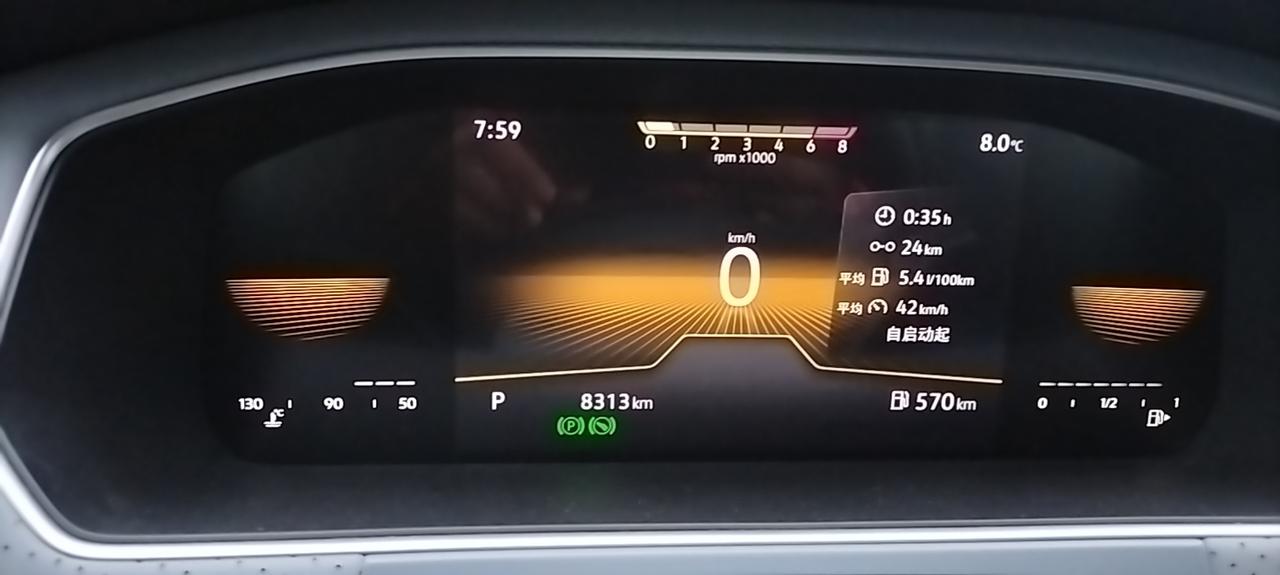 7:59
0 1 2 3 4 6 8
rpm x1000
8.0℃
km/h
0
0:35h
24km
平均 5.4l/100km
平均 42km/h
自启动起
130 90 50
℃
P
8313km
570km
0 1/2 1
(P)